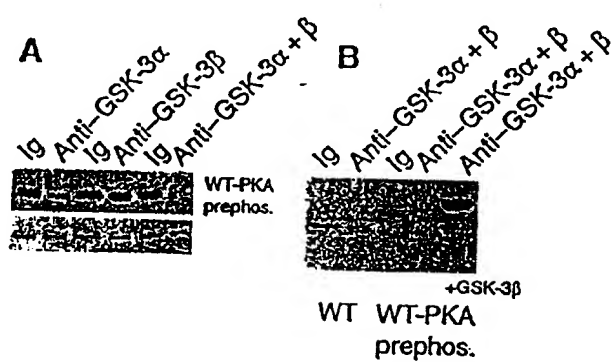 A
Ig
Anti–GSK-3α
Ig
Anti–GSK-3β
Ig
Anti–GSK-3α + β
WT-PKA
prephos.
B
Ig
Anti–GSK-3α + β
Ig
Anti–GSK-3α + β
Anti–GSK-3α + β
+GSK-3β
WT WT-PKA
prephos.